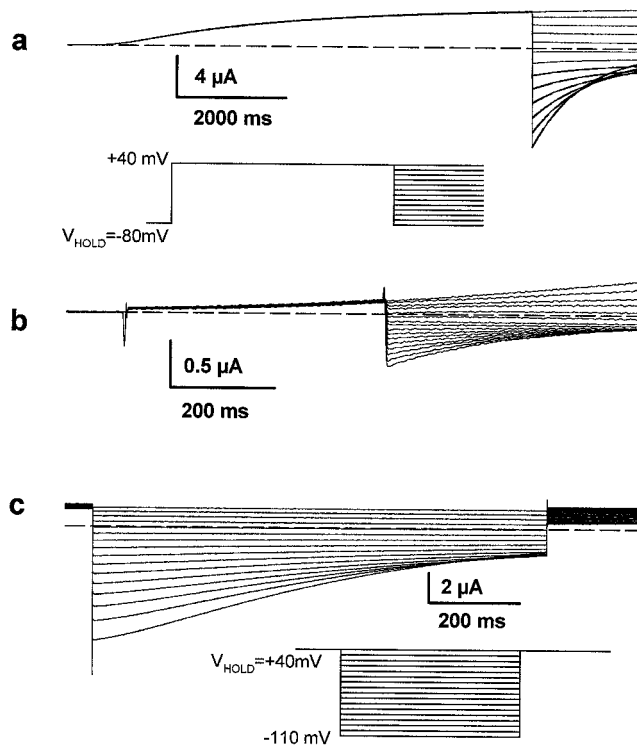 a
4 µA
2000 ms
+40 mV
VHOLD=-80mV
b
0.5 µA
200 ms
c
2 µA
200 ms
VHOLD=+40mV
-110 mV